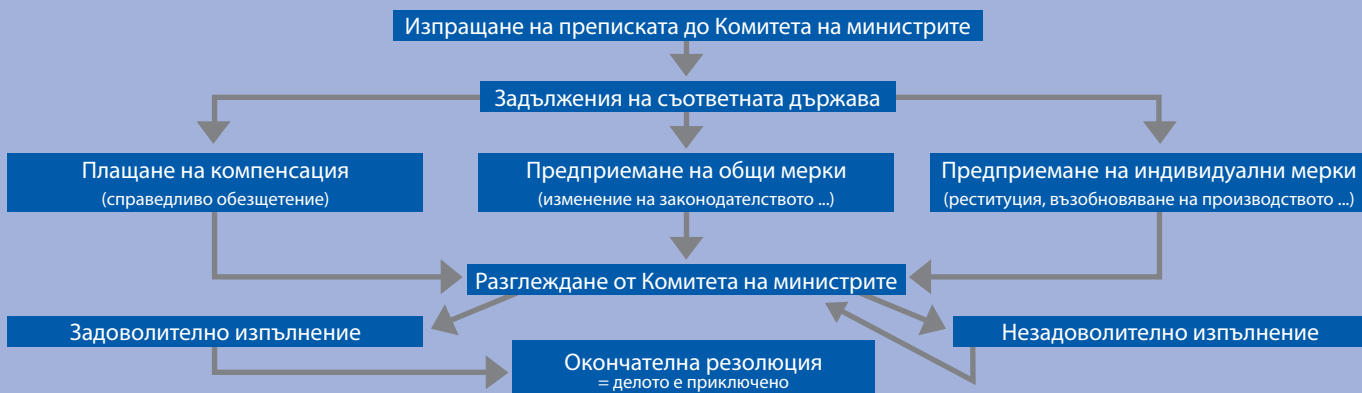 Изпращане на преписката до Комитета на министрите
Задължения на съответната държава
Плащане на компенсация
(справедливо обезщетение)
Предприемане на общи мерки
(изменение на законодателството ...)
Предприемане на индивидуални мерки
(реституция, възобновяване на производството ...)
Разглеждане от Комитета на министрите
Задоволително изпълнение
Незадоволително изпълнение
Окончателна резолюция
= делото е приключено